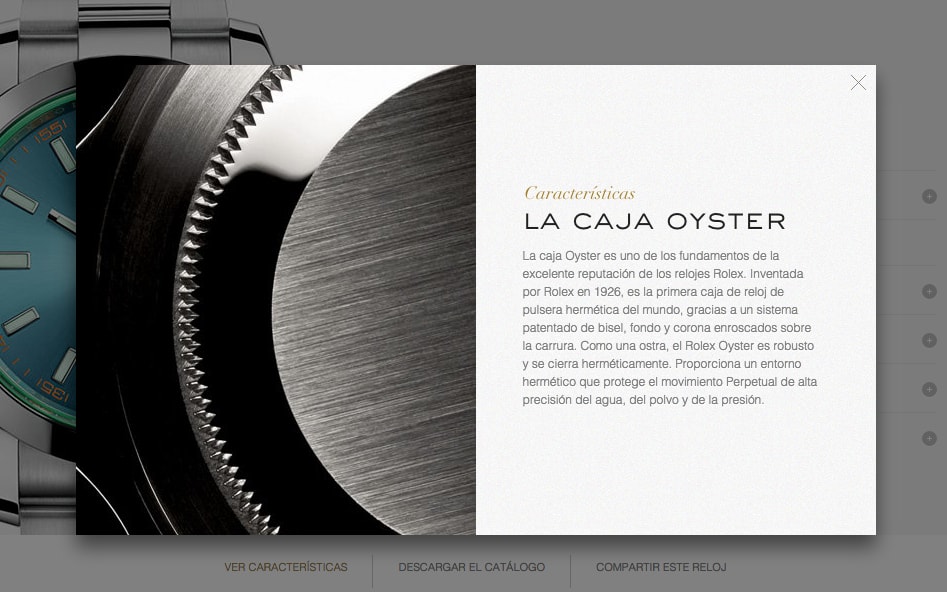 55
Características
LA CAJA OYSTER
La caja Oyster es uno de los fundamentos de la
excelente reputación de los relojes Rolex. Inventada
por Rolex en 1926, es la primera caja de reloj de
pulsera hermética del mundo, gracias a un sistema
patentado de bisel, fondo y corona enroscados sobre
la carrura. Como una ostra, el Rolex Oyster es robusto
y se cierra herméticamente. Proporciona un entorno
hermético que protege el movimiento Perpetual de alta
precisión del agua, del polvo y de la presión.
35
VER CARACTERÍSTICAS
DESCARGAR EL CATÁLOGO
COMPARTIR ESTE RELOJ